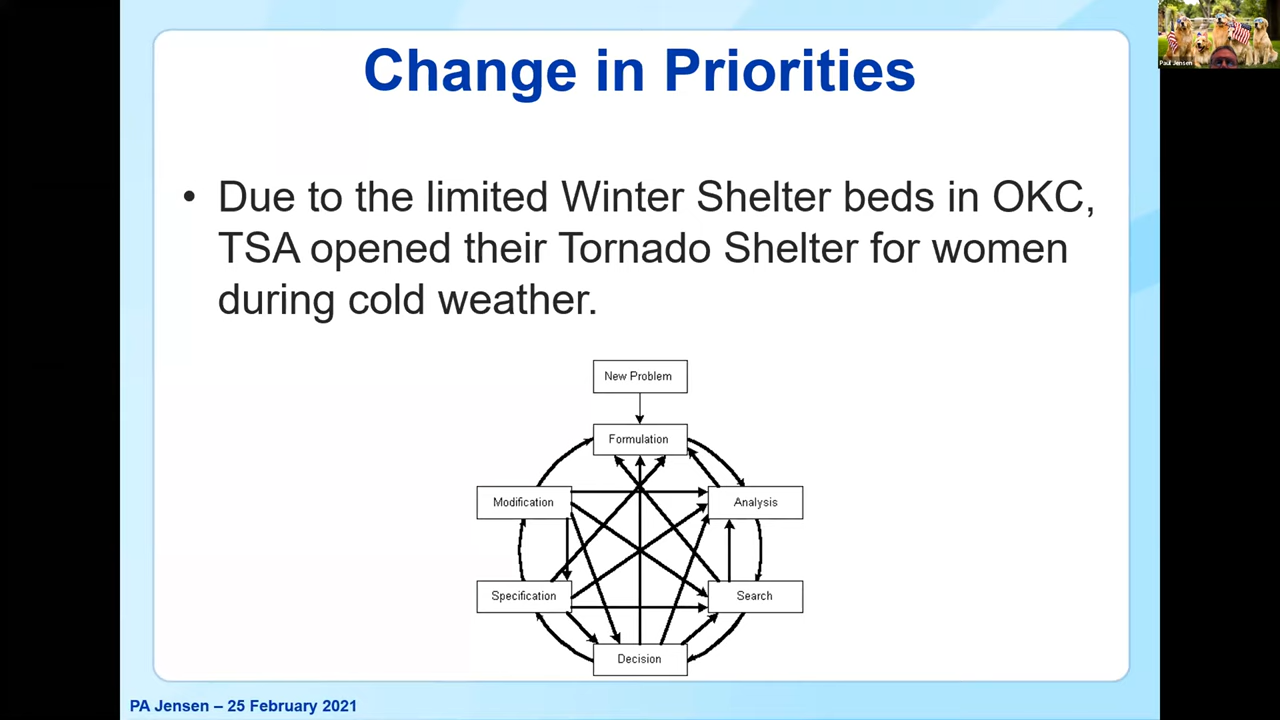 Change in Priorities
Paul Jensen
• Due to the limited Winter Shelter beds in OKC,
TSA opened their Tornado Shelter for women
during cold weather.
New Problem
Formulation
Modification
Analysis
Specification
Search
Decision
PA Jensen – 25 February 2021